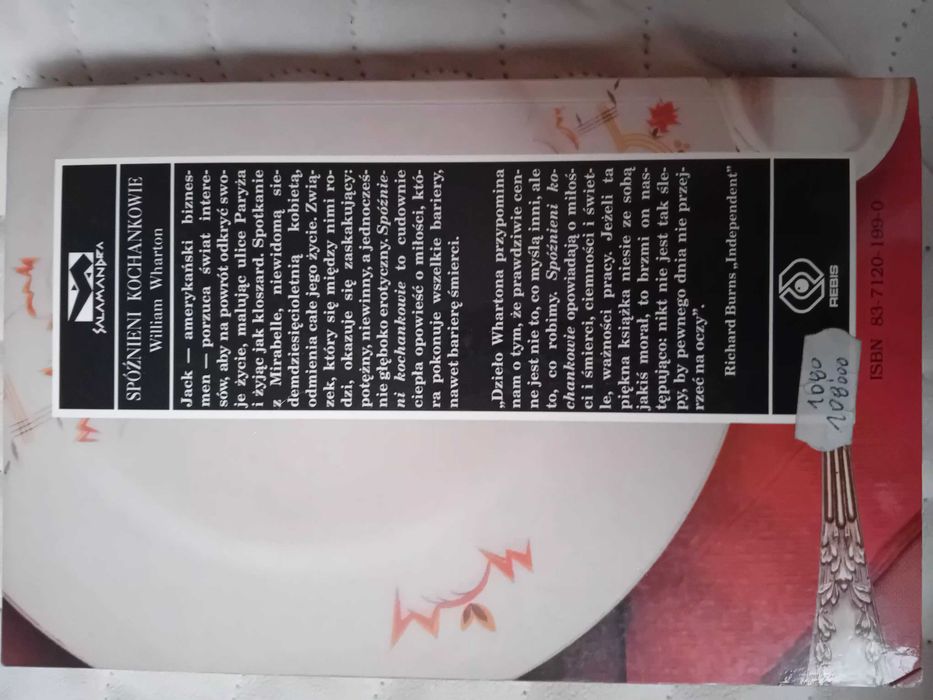 SALAMANDRA
SPÓŹNIENI KOCHANKOWIE
William Wharton
Jack — amerykański biznes-
men — porzuca świat intere-
sów, aby na powrót odkryć swo-
je życie, malując ulice Paryża
i żyjąc jak kloszard. Spotkanie
z Mirabelle, niewidomą sie-
demdziesięcioletnią kobietą,
odmienia całe jego życie. Zwią-
zek, który się między nimi ro-
dzi, okazuje się zaskakujący:
potężny, niewinny, a jednocześ-
nie głęboko erotyczny. Spóźnie-
ni kochankowie to cudownie
ciepła opowieść o miłości, któ-
ra pokonuje wszelkie bariery,
nawet barierę śmierci.
„Dzieło Whartona przypomina
nam o tym, że prawdziwie cen-
ne jest nie to, co myślą inni, ale
to, co robimy. Spóźnieni ko-
chankowie opowiadają o miłoś-
ci i śmierci, ciemności i świet-
le, ważności pracy. Jeżeli ta
piękna książka niesie ze sobą
jakiś morał, to brzmi on nas-
tępująco: nikt nie jest tak śle-
py, by pewnego dnia nie przej-
rzeć na oczy”.
Richard Burns „Independent”
REBIS
1080
108'000
ISBN 83-7120-199-0